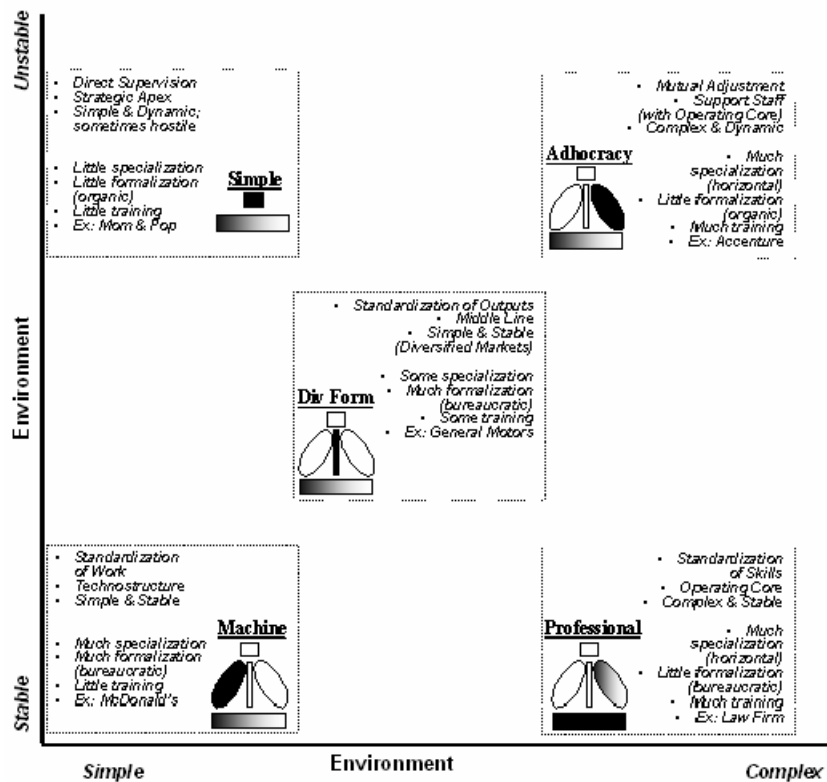 Unstable
• Direct Supervision
• Strategic Apex
• Simple & Dynamic;
sometimes hostile
• Little specialization
• Little formalization
(organic)
• Little training
• Ex: Mom & Pop
Simple
• Mutual Adjustment
• Support Staff
(with Operating Core)
• Complex & Dynamic
Adhocracy
• Much
specialization
(horizontal)
• Little formalization
(organic)
• Much training
• Ex.: Accenture
Environment
• Standardization of Outputs
• Middle Line
• Simple & Stable
(Diversified Markets)
• Some specialization
• Much formalization
(bureaucratic)
• Some training
• Ex: General Motors
Div Form
• Standardization
of Work
• Technostructure
• Simple & Stable
• Much specialization
• Much formalization
(bureaucratic)
• Little training
• Ex: McDonald's
Machine
• Standardization
of Skills
• Operating Core
• Complex & Stable
Professional
• Much
specialization
(horizontal)
• Little formalization
(bureaucratic)
• Much training
• Ex: Law Firm
Stable
Simple
Environment
Complex